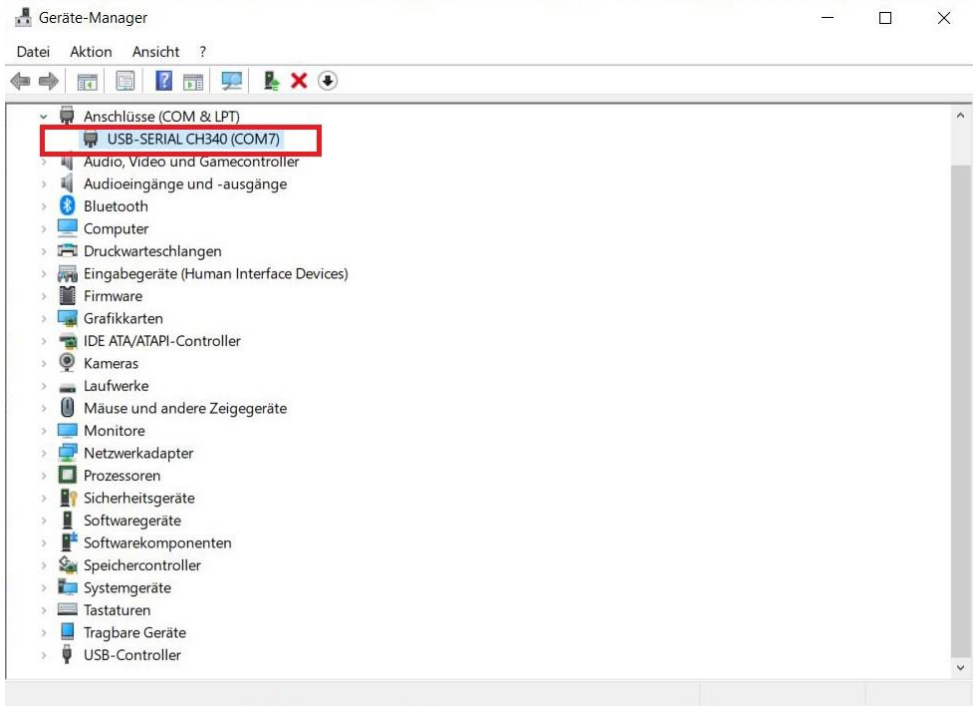 Geräte-Manager
Datei Aktion Ansicht ?
Anschlüsse (COM & LPT)
USB-SERIAL CH340 (COM7)
Audio, Video und Gamecontroller
Audioeingänge und -ausgänge
Bluetooth
Computer
Druckwarteschlangen
Eingabegeräte (Human Interface Devices)
Firmware
Grafikkarten
IDE ATA/ATAPI-Controller
Kameras
Laufwerke
Mäuse und andere Zeigegeräte
Monitore
Netzwerkadapter
Prozessoren
Sicherheitsgeräte
Softwaregeräte
Softwarekomponenten
Speichercontroller
Systemgeräte
Tastaturen
Tragbare Geräte
USB-Controller